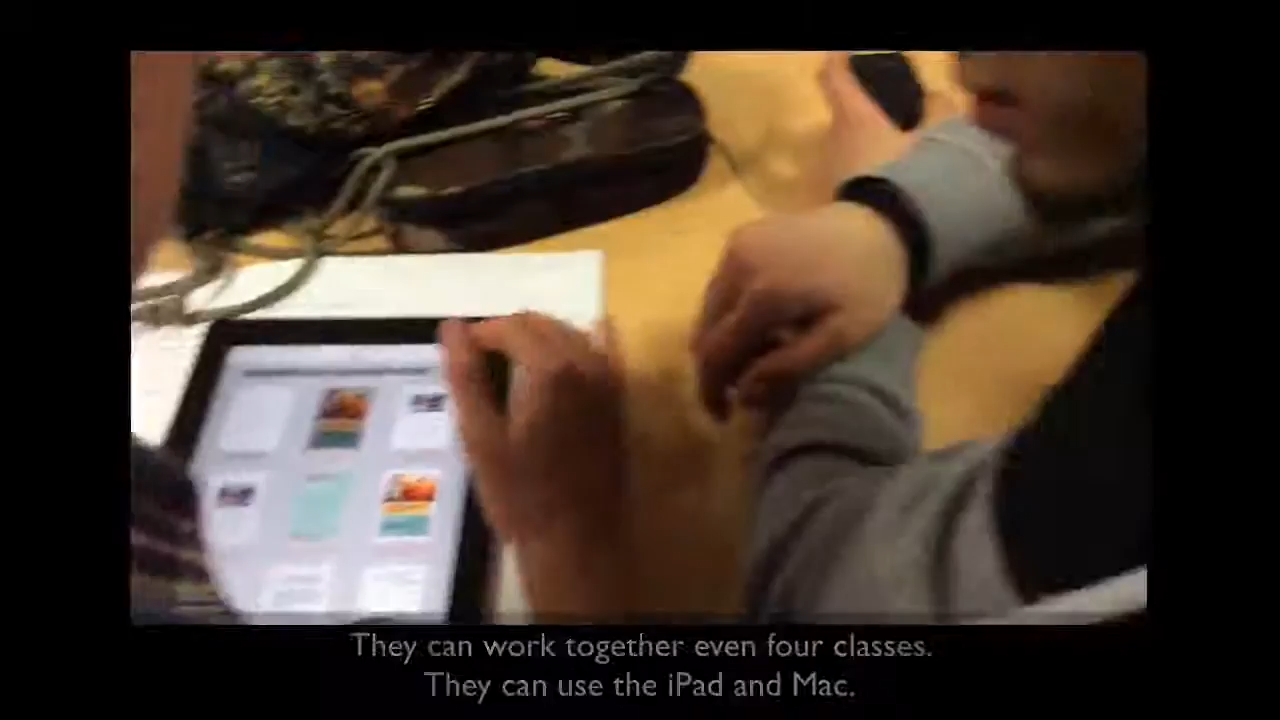 They can work together even four classes.
They can use the iPad and Mac.